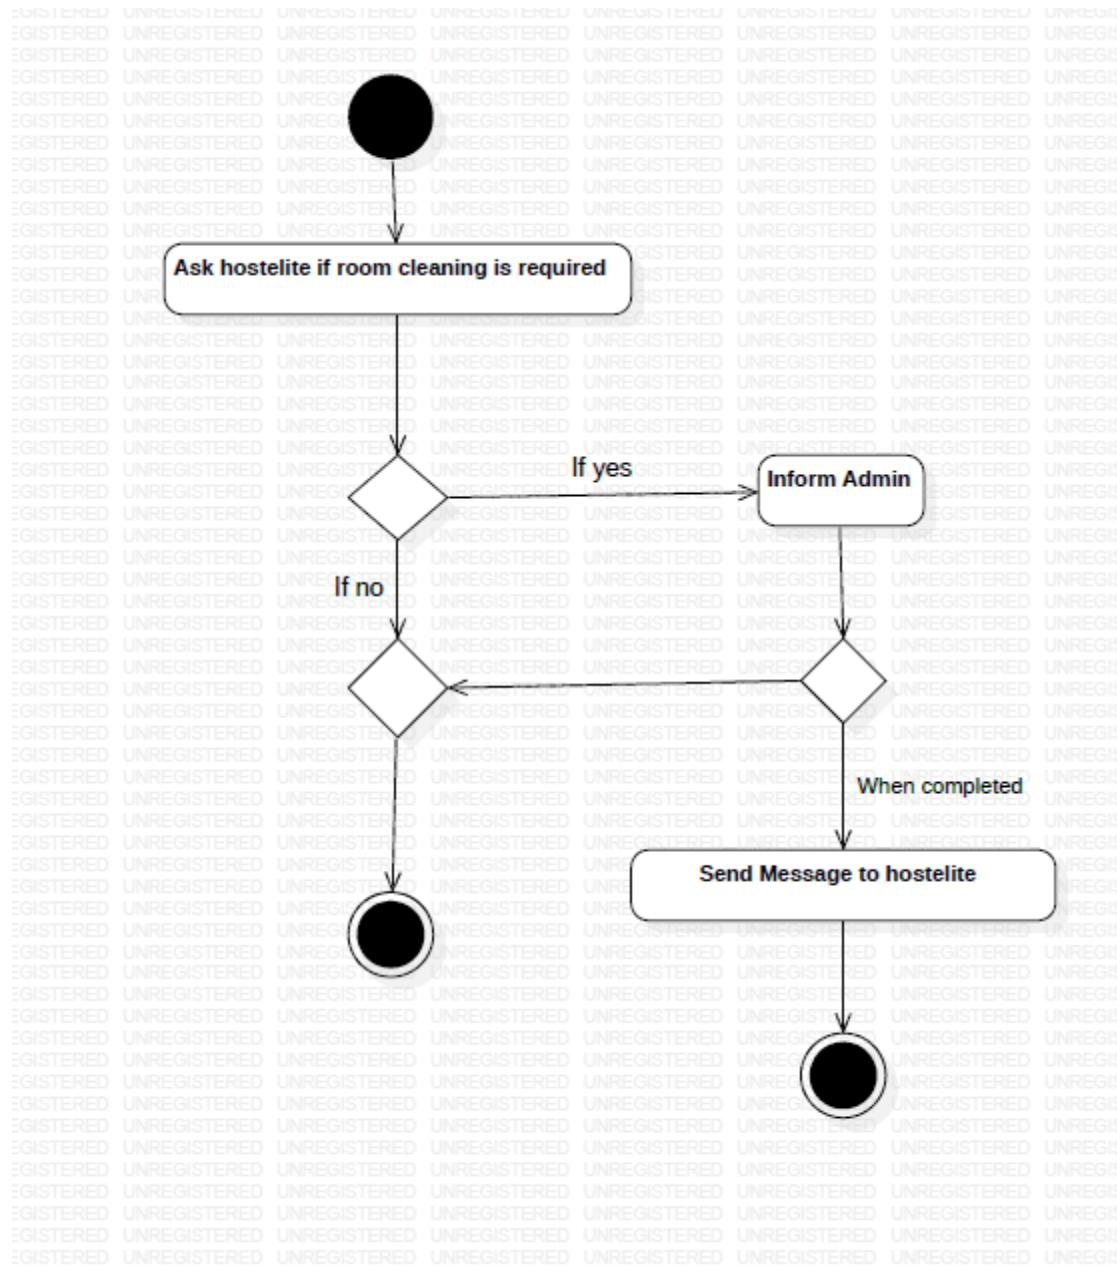 Ask hostelite if room cleaning is required
If yes
Inform Admin
If no
When completed
Send Message to hostelite